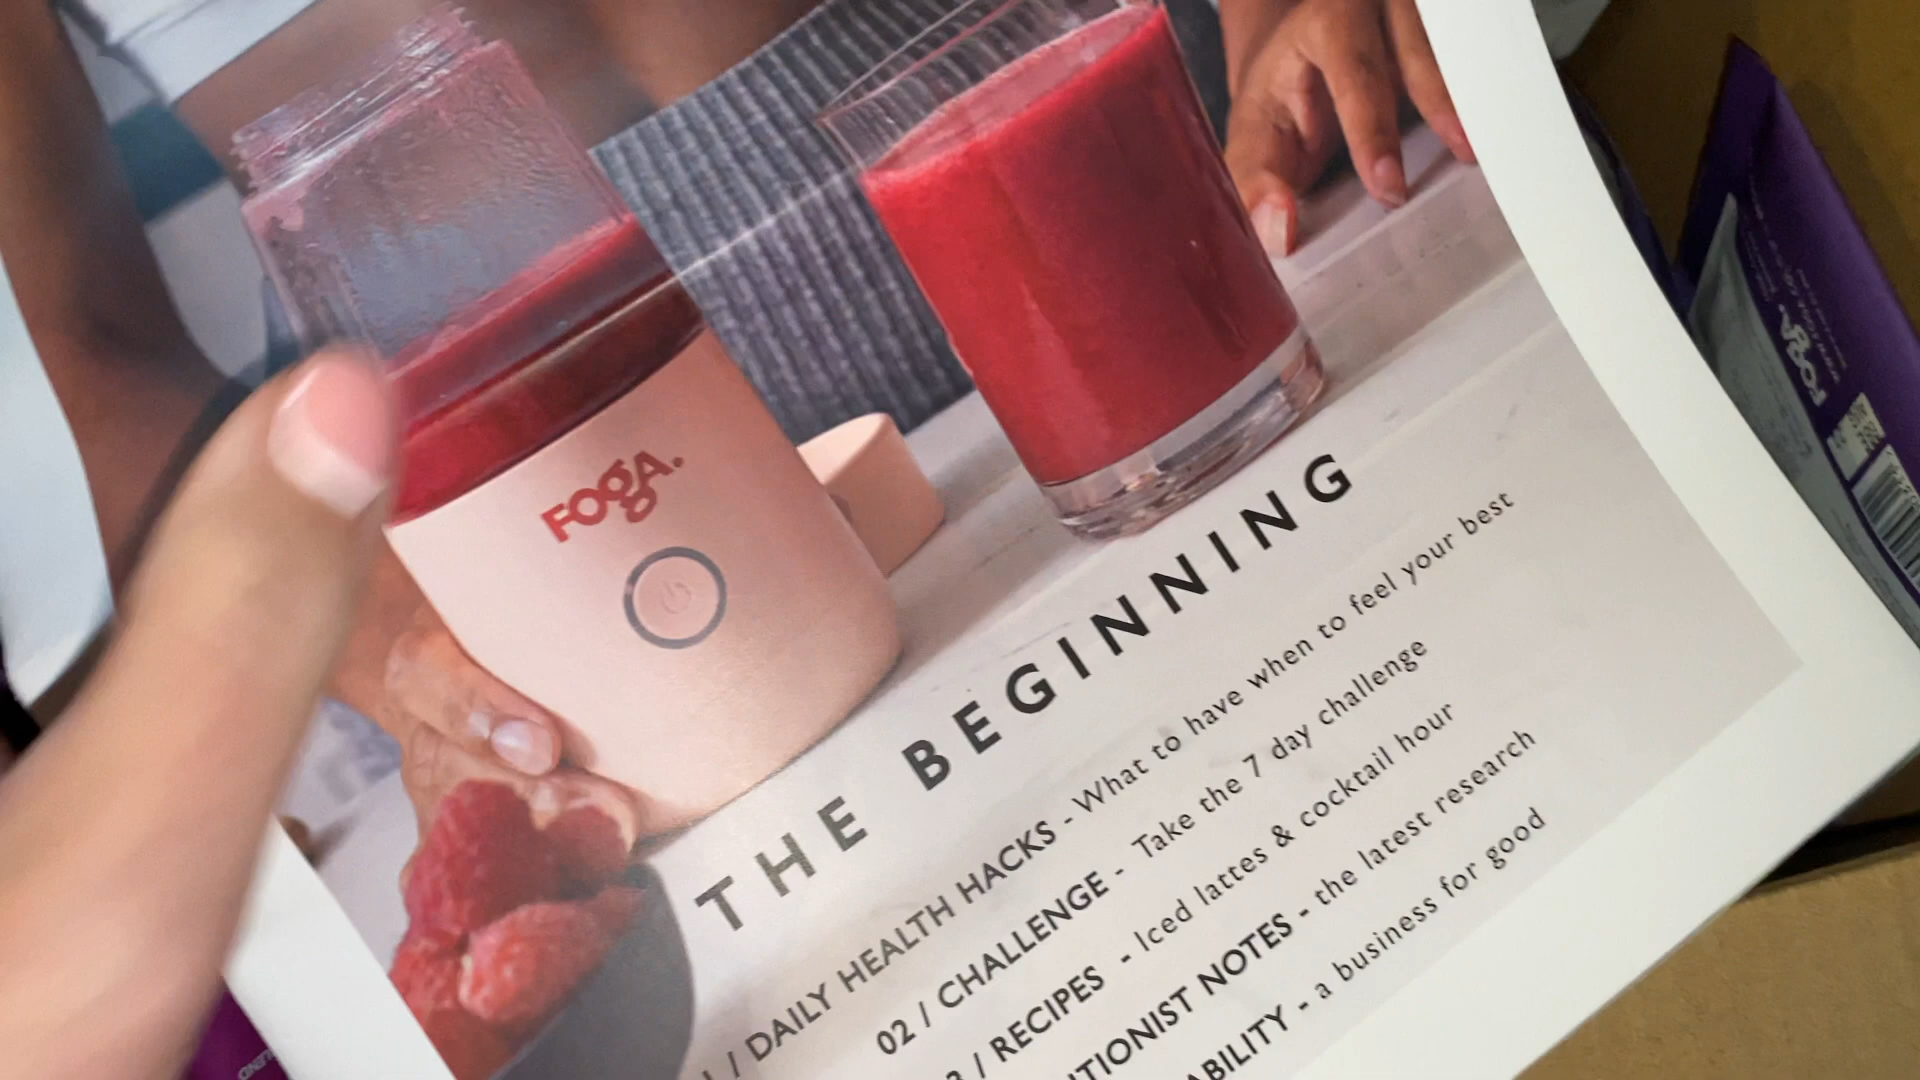 FOGA.
THE BEGINNING
/ DAILY HEALTH HACKS - What to have when to feel your best
02 / CHALLENGE - Take the 7 day challenge
/ RECIPES - Iced lattes & cocktail hour
NOTES - the latest research
- a business for good
FOGA